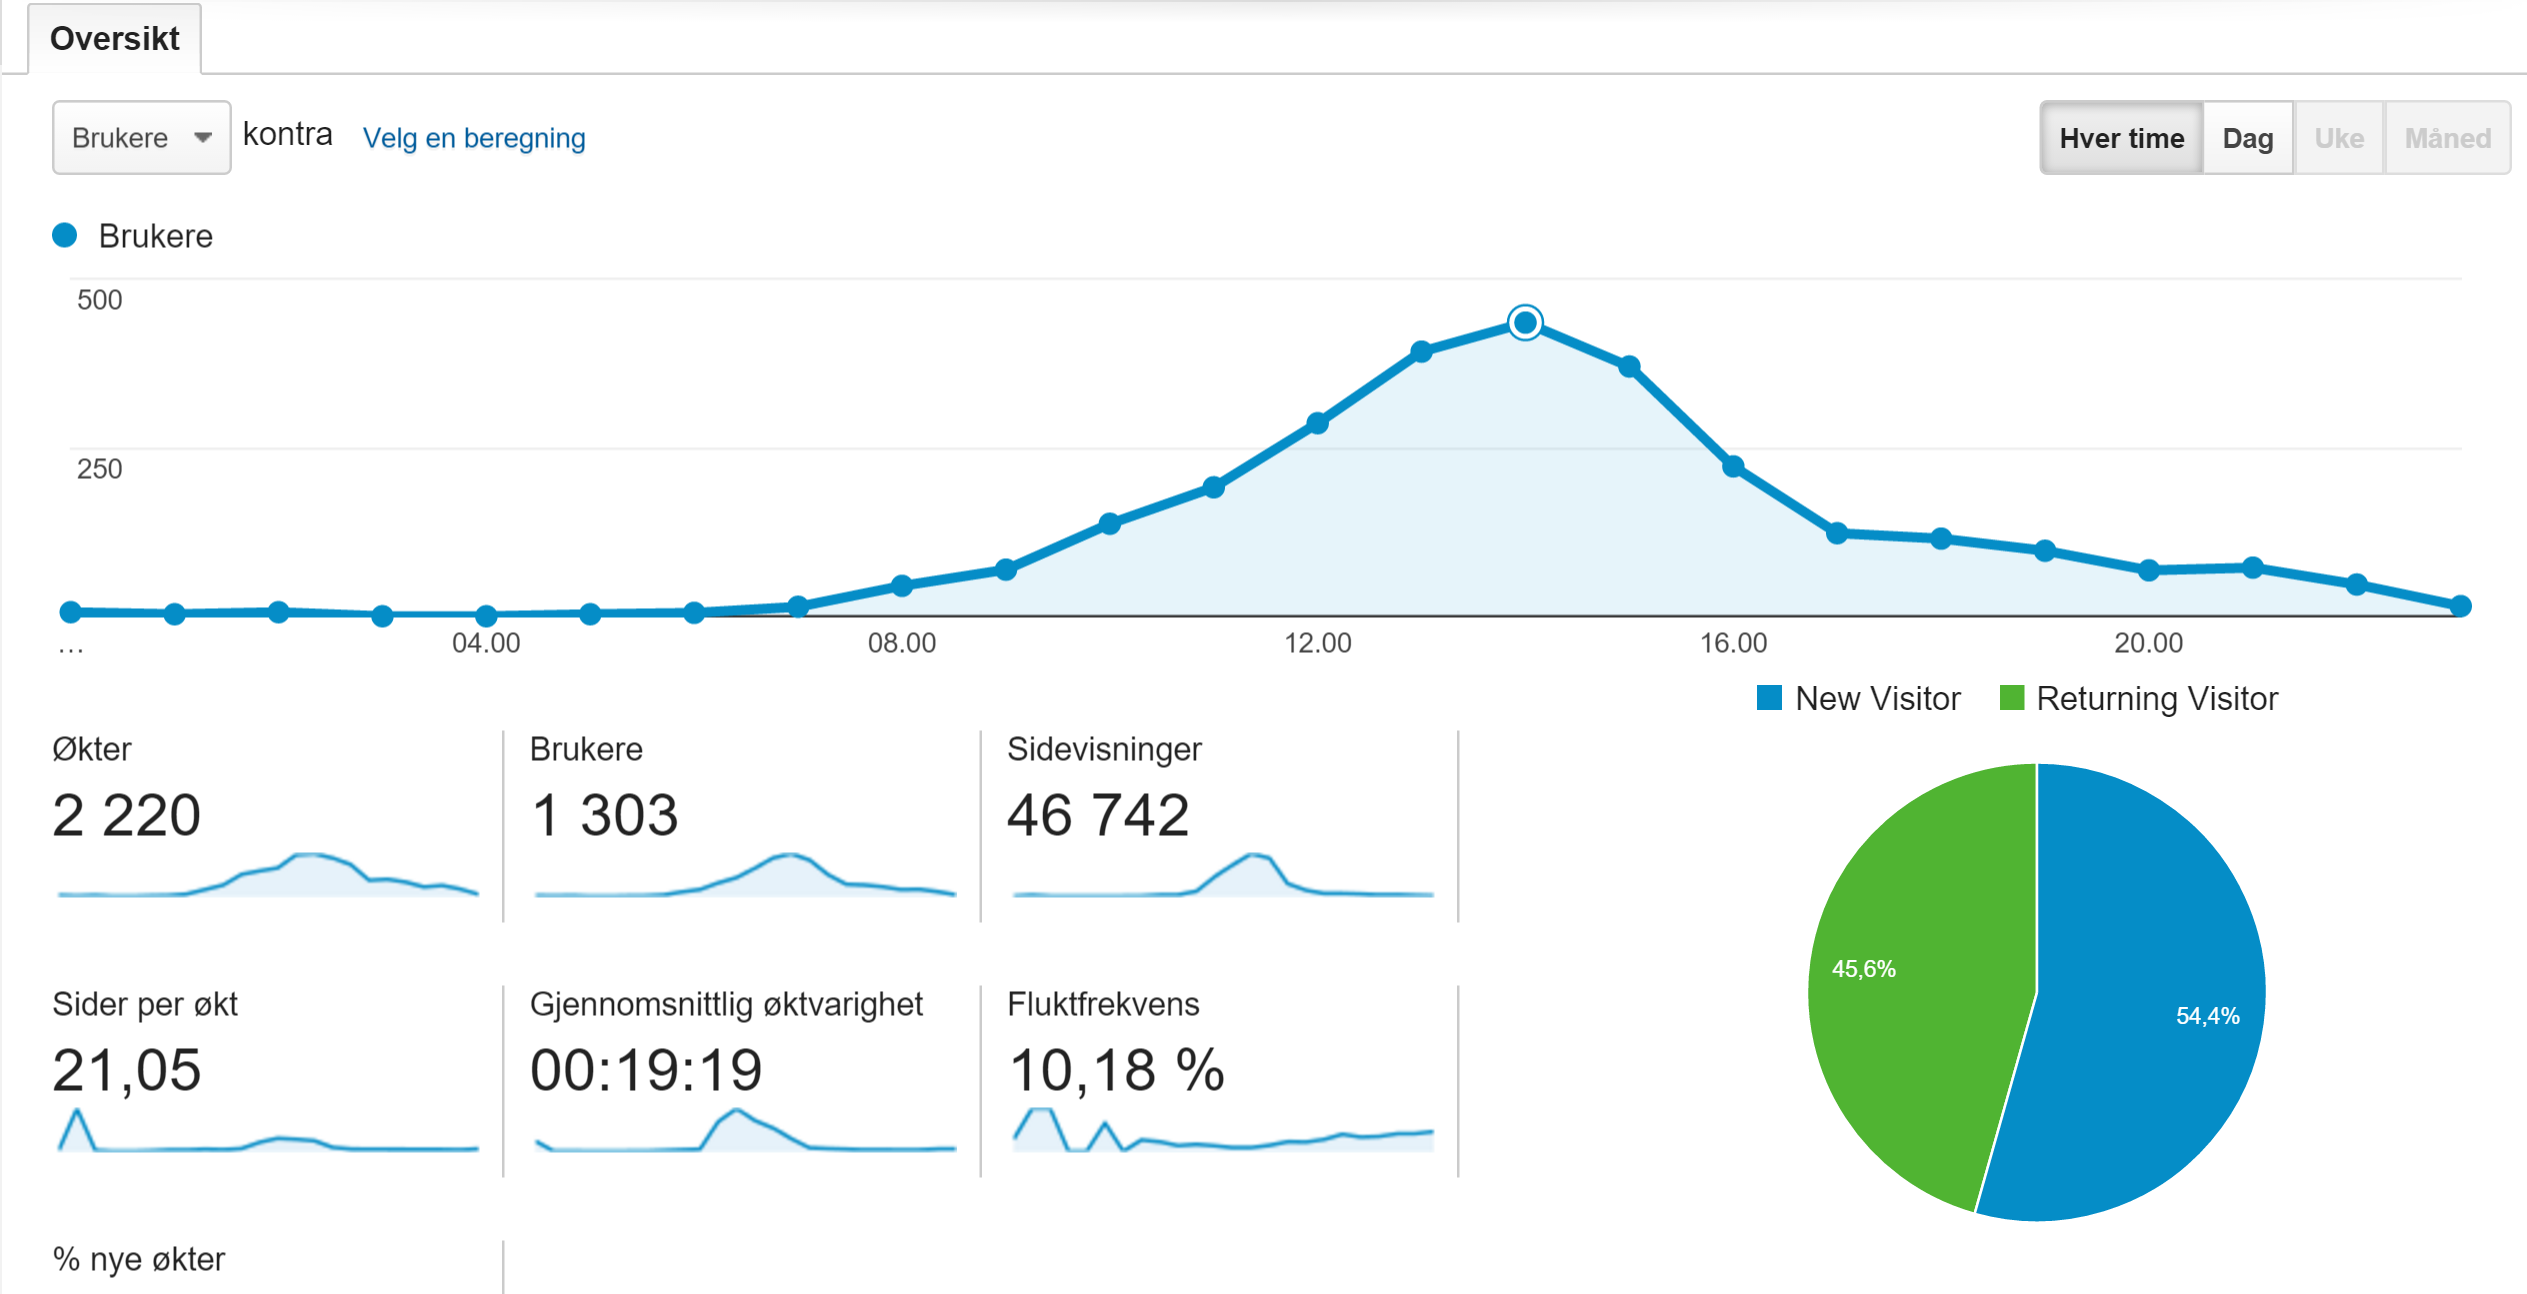 Oversikt
Brukere kontra Velg en beregning
Hver time Dag Uke Måned
Brukere
500
250
... 04.00 08.00 12.00 16.00 20.00
New Visitor Returning Visitor
Økter Brukere Sidevisninger
2 220 1 303 46 742
Sider per økt Gjennomsnittlig øktvarighet Fluktfrekvens
21,05 00:19:19 10,18 %
45,6%
54,4%
% nye økter